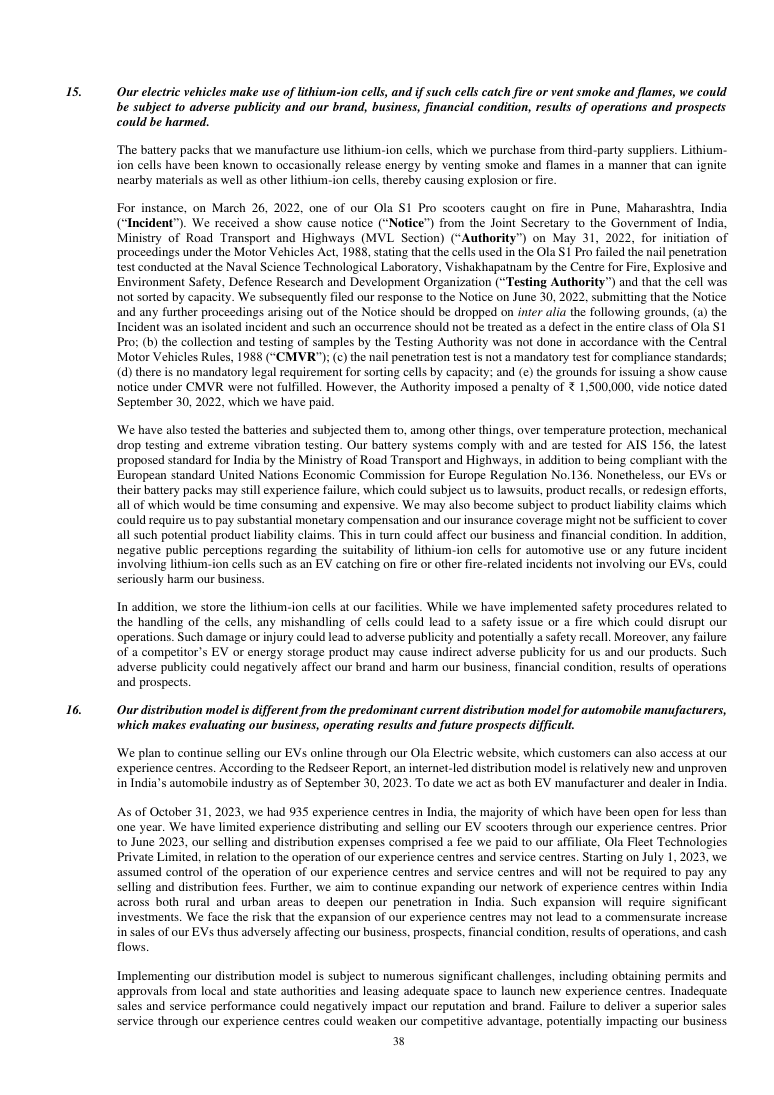 15. Our electric vehicles make use of lithium-ion cells, and if such cells catch fire or vent smoke and flames, we could
be subject to adverse publicity and our brand, business, financial condition, results of operations and prospects
could be harmed.
The battery packs that we manufacture use lithium-ion cells, which we purchase from third-party suppliers. Lithium-
ion cells have been known to occasionally release energy by venting smoke and flames in a manner that can ignite
nearby materials as well as other lithium-ion cells, thereby causing explosion or fire.
For instance, on March 26, 2022, one of our Ola S1 Pro scooters caught on fire in Pune, Maharashtra, India
(“Incident”). We received a show cause notice (“Notice”) from the Joint Secretary to the Government of India,
Ministry of Road Transport and Highways (MVL Section) (“Authority”) on May 31, 2022, for initiation of
proceedings under the Motor Vehicles Act, 1988, stating that the cells used in the Ola S1 Pro failed the nail penetration
test conducted at the Naval Science Technological Laboratory, Vishakhapatnam by the Centre for Fire, Explosive and
Environment Safety, Defence Research and Development Organization (“Testing Authority”) and that the cell was
not sorted by capacity. We subsequently filed our response to the Notice on June 30, 2022, submitting that the Notice
and any further proceedings arising out of the Notice should be dropped on inter alia the following grounds, (a) the
Incident was an isolated incident and such an occurrence should not be treated as a defect in the entire class of Ola S1
Pro; (b) the collection and testing of samples by the Testing Authority was not done in accordance with the Central
Motor Vehicles Rules, 1988 (“CMVR”); (c) the nail penetration test is not a mandatory test for compliance standards;
(d) there is no mandatory legal requirement for sorting cells by capacity; and (e) the grounds for issuing a show cause
notice under CMVR were not fulfilled. However, the Authority imposed a penalty of ₹ 1,500,000, vide notice dated
September 30, 2022, which we have paid.
We have also tested the batteries and subjected them to, among other things, over temperature protection, mechanical
drop testing and extreme vibration testing. Our battery systems comply with and are tested for AIS 156, the latest
proposed standard for India by the Ministry of Road Transport and Highways, in addition to being compliant with the
European standard United Nations Economic Commission for Europe Regulation No.136. Nonetheless, our EVs or
their battery packs may still experience failure, which could subject us to lawsuits, product recalls, or redesign efforts,
all of which would be time consuming and expensive. We may also become subject to product liability claims which
could require us to pay substantial monetary compensation and our insurance coverage might not be sufficient to cover
all such potential product liability claims. This in turn could affect our business and financial condition. In addition,
negative public perceptions regarding the suitability of lithium-ion cells for automotive use or any future incident
involving lithium-ion cells such as an EV catching on fire or other fire-related incidents not involving our EVs, could
seriously harm our business.
In addition, we store the lithium-ion cells at our facilities. While we have implemented safety procedures related to
the handling of the cells, any mishandling of cells could lead to a safety issue or a fire which could disrupt our
operations. Such damage or injury could lead to adverse publicity and potentially a safety recall. Moreover, any failure
of a competitor’s EV or energy storage product may cause indirect adverse publicity for us and our products. Such
adverse publicity could negatively affect our brand and harm our business, financial condition, results of operations
and prospects.
16. Our distribution model is different from the predominant current distribution model for automobile manufacturers,
which makes evaluating our business, operating results and future prospects difficult.
We plan to continue selling our EVs online through our Ola Electric website, which customers can also access at our
experience centres. According to the Redseer Report, an internet-led distribution model is relatively new and unproven
in India’s automobile industry as of September 30, 2023. To date we act as both EV manufacturer and dealer in India.
As of October 31, 2023, we had 935 experience centres in India, the majority of which have been open for less than
one year. We have limited experience distributing and selling our EV scooters through our experience centres. Prior
to June 2023, our selling and distribution expenses comprised a fee we paid to our affiliate, Ola Fleet Technologies
Private Limited, in relation to the operation of our experience centres and service centres. Starting on July 1, 2023, we
assumed control of the operation of our experience centres and service centres and will not be required to pay any
selling and distribution fees. Further, we aim to continue expanding our network of experience centres within India
across both rural and urban areas to deepen our penetration in India. Such expansion will require significant
investments. We face the risk that the expansion of our experience centres may not lead to a commensurate increase
in sales of our EVs thus adversely affecting our business, prospects, financial condition, results of operations, and cash
flows.
Implementing our distribution model is subject to numerous significant challenges, including obtaining permits and
approvals from local and state authorities and leasing adequate space to launch new experience centres. Inadequate
sales and service performance could negatively impact our reputation and brand. Failure to deliver a superior sales
service through our experience centres could weaken our competitive advantage, potentially impacting our business
38